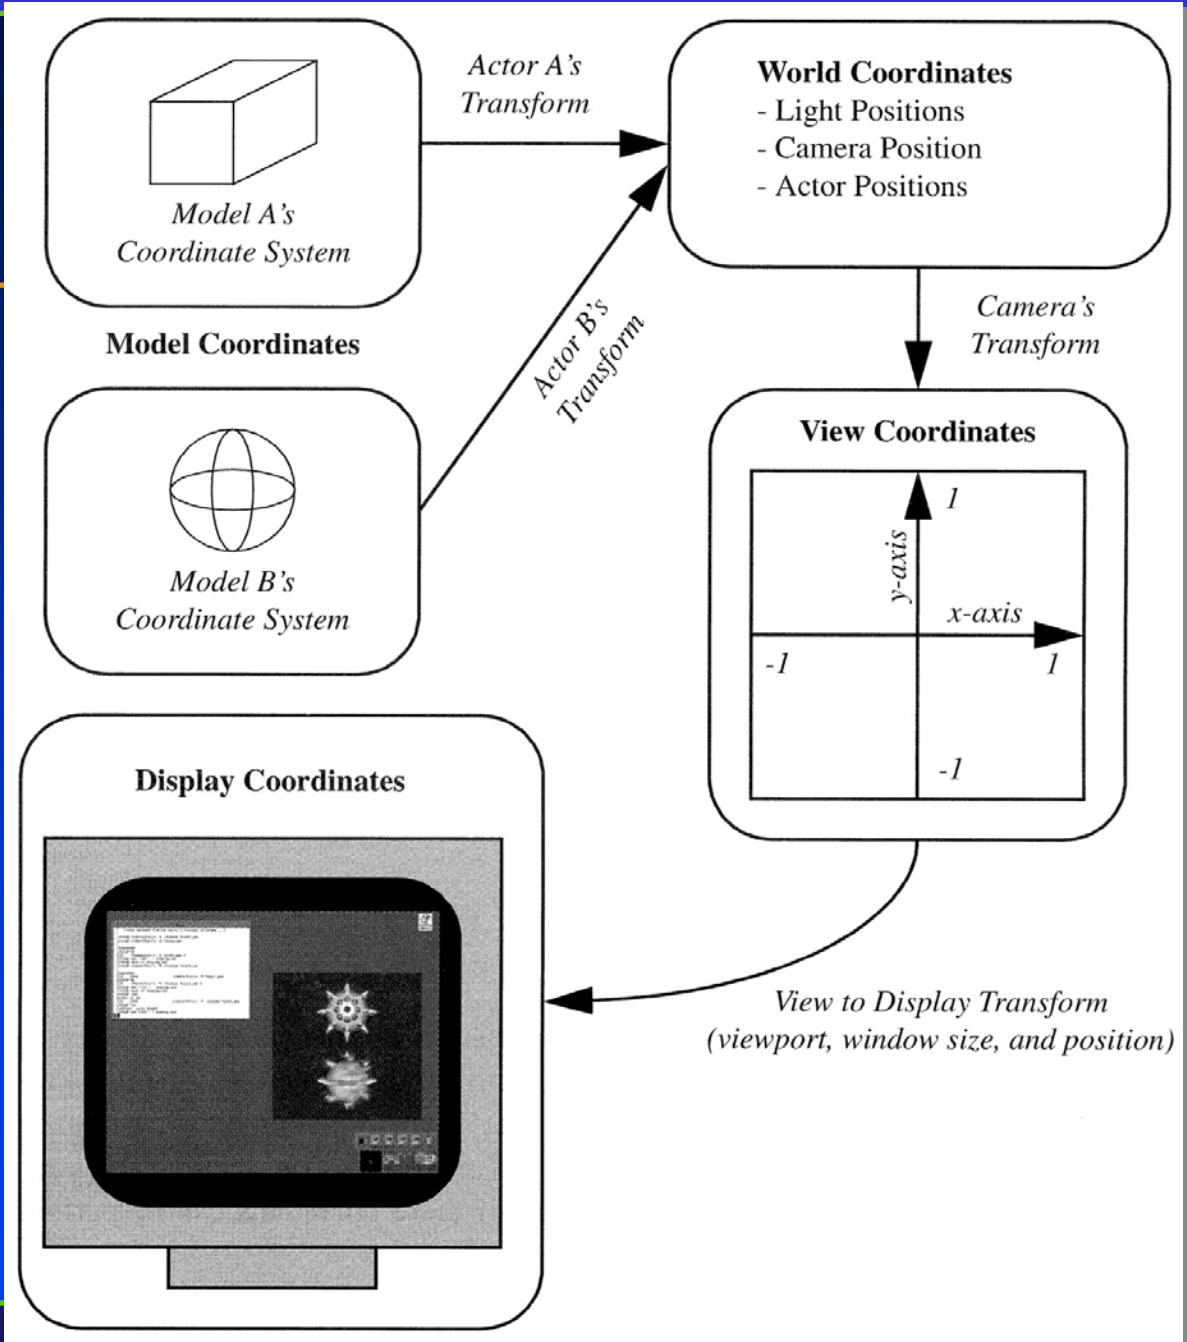 Actor A's
Transform
World Coordinates
- Light Positions
- Camera Position
- Actor Positions
Model A's
Coordinate System
Model Coordinates
Actor B's
Transform
Camera's
Transform
Model B's
Coordinate System
View Coordinates
1
y-axis
x-axis
-1
1
-1
Display Coordinates
View to Display Transform
(viewport, window size, and position)